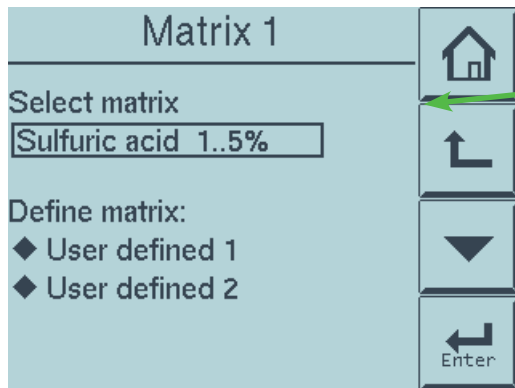 Matrix 1
Select matrix
Sulfuric acid 1..5%
Define matrix:
User defined 1
User defined 2
Enter